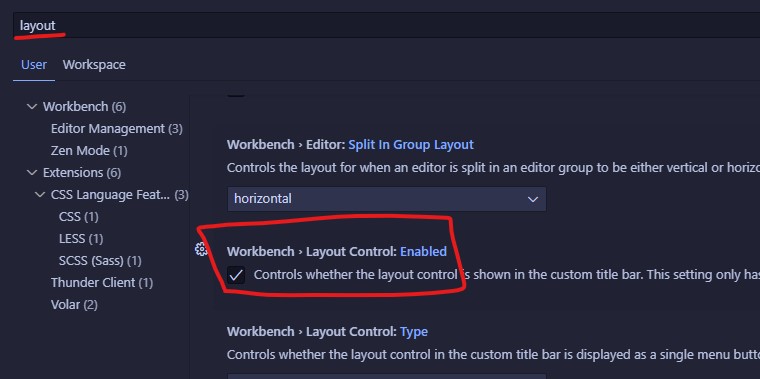 layout
User
Workspace
Workbench (6)
Editor Management (3)
Zen Mode (1)
Extensions (6)
CSS Language Feat... (3)
CSS (1)
LESS (1)
SCSS (Sass) (1)
Thunder Client (1)
Volar (2)
Workbench › Editor: Split In Group Layout
Controls the layout for when an editor is split in an editor group to be either vertical or
horizontal
Workbench › Layout Control: Enabled
Controls whether the layout control is shown in the custom title bar. This setting only
Workbench › Layout Control: Type
Controls whether the layout control in the custom title bar is displayed as a single menu